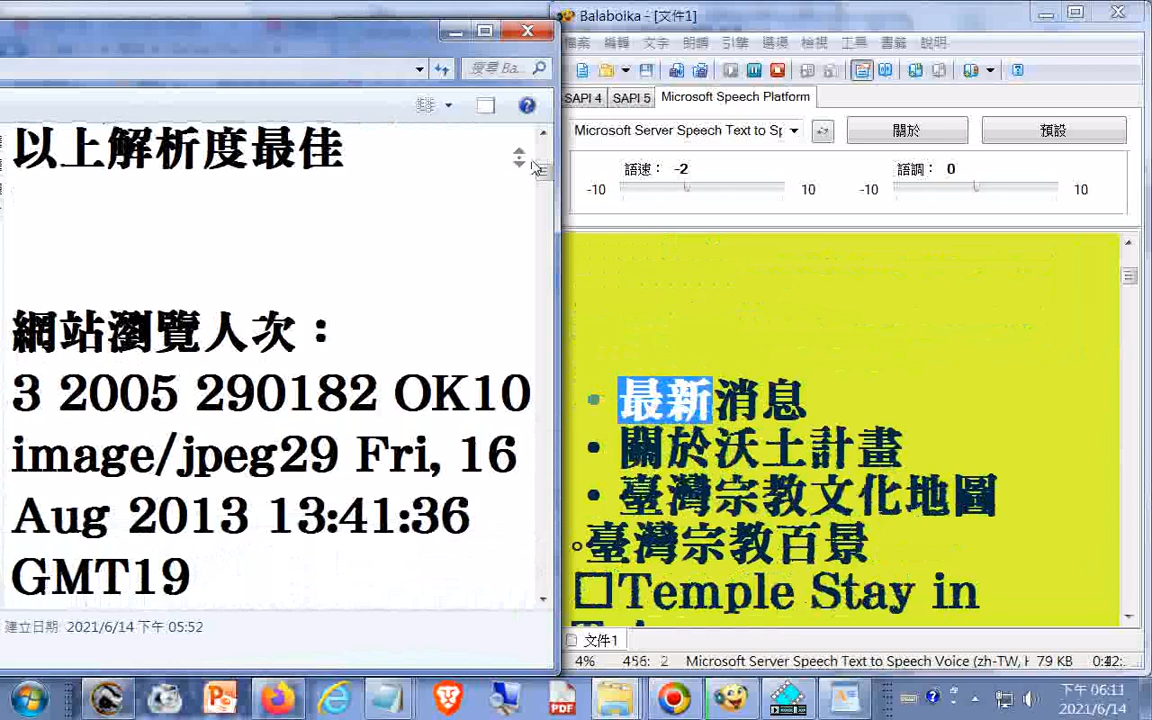 搜尋 Ba...
以上解析度最佳
網站瀏覽人次：
3 2005 290182 OK10
image/jpeg29 Fri, 16
Aug 2013 13:41:36
GMT19
建立日期: 2021/6/14 下午 05:52
Balaboika - [文件1]
檔案 編輯 文字 朗讀 引擎 選項 檢視 工具 書籤 說明
SAPI 4 SAPI 5 Microsoft Speech Platform
Microsoft Server Speech Text to Sp
關於 預設
語速： -2 語調： 0
-10 10 -10 10
• 最新消息
• 關於沃土計畫
• 臺灣宗教文化地圖
◦臺灣宗教百景
□Temple Stay in
文件1
4% 456: 2 Microsoft Server Speech Text to Speech Voice (zh-TW, 79 KB
下午 06:11
2021/6/14